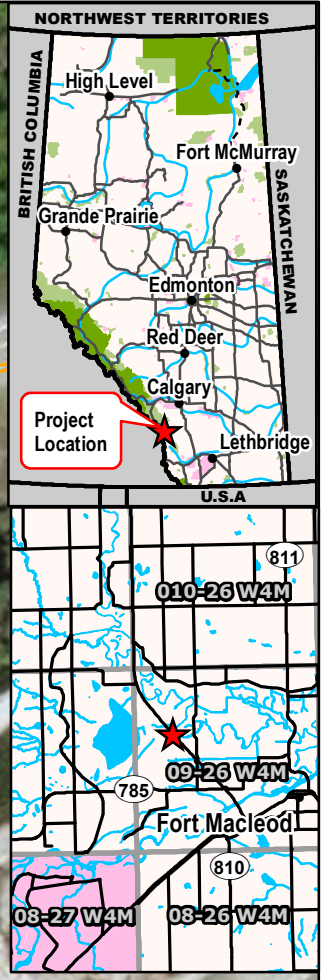 NORTHWEST TERRITORIES
BRITISH COLUMBIA
High Level
Fort McMurray
SASKATCHEWAN
Grande Prairie
Edmonton
Red Deer
Calgary
Project
Location
Lethbridge
U.S.A
811
010-26 W4M
09-26 W4M
785
Fort Macleod
810
08-27 W4M
08-26 W4M